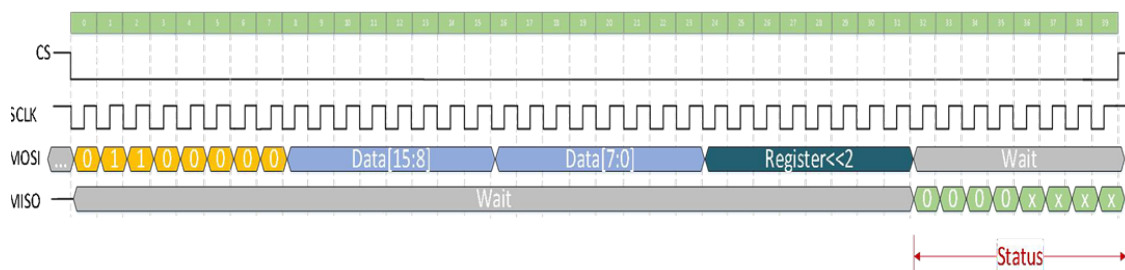 0 1 2 3 4 5 6 7 8 9 10 11 12 13 14 15 16 17 18 19 20 21 22 23 24 25 26 27 28 29 30 31 32 33 34 35 36 37 38 39
CS
SCLK
MOSI ... 0 1 1 0 0 0 0 0 Data[15:8] Data[7:0] Register<<2 Wait
MISO Wait 0 0 0 0 x x x x
Status